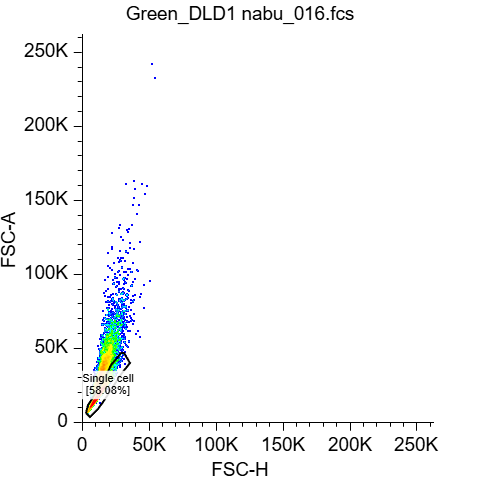 Green_DLD1 nabu_016.fcs
250K
200K
150K
100K
50K
0
FSC-A
Single cell
[58.08%]
0 50K 100K 150K 200K 250K
FSC-H